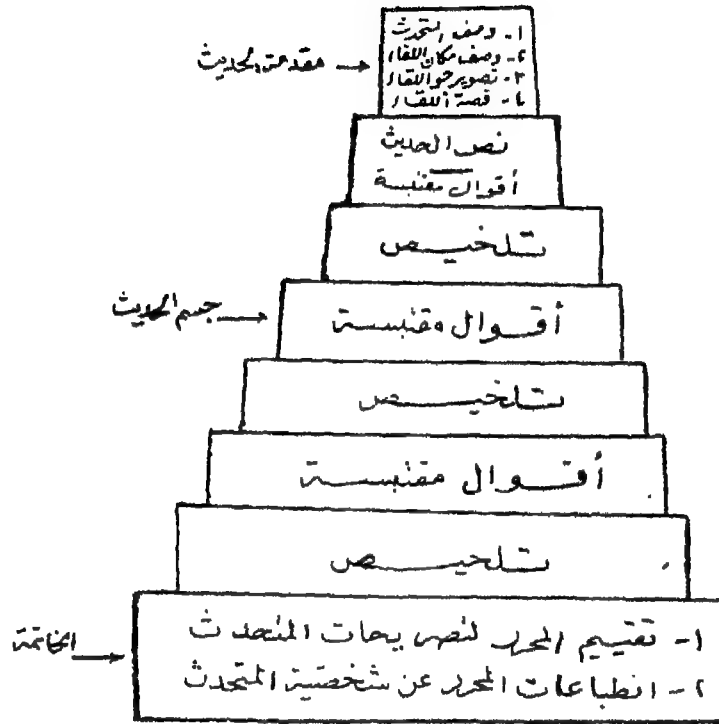 ١- وصف المتحدث
٢- وصف مكان اللقاء
٣- تصوير جو اللقاء
٤- قصة اللقاء
مقدمة الحديث
نص الحديث
أقوال مقتبسة
تلخيص
جسم الحديث
أقوال مقتبسة
تلخيص
أقوال مقتبسة
تلخيص
الخاتمة
١- تقييم المحرر لتصريحات المتحدث
٢- انطباعات المحرر عن شخصية المتحدث